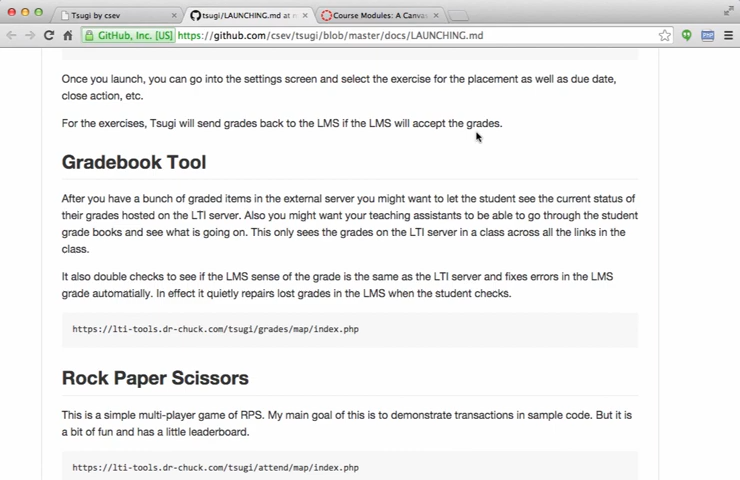 Tsugi by csev
tsugi/LAUNCHING.md at m
Course Modules: A Canvas
GitHub, Inc. [US]
https://github.com/csev/tsugi/blob/master/docs/LAUNCHING.md
Once you launch, you can go into the settings screen and select the exercise for the placement as well as due date,
close action, etc.
For the exercises, Tsugi will send grades back to the LMS if the LMS will accept the grades.
Gradebook Tool
After you have a bunch of graded items in the external server you might want to let the student see the current status of
their grades hosted on the LTI server. Also you might want your teaching assistants to be able to go through the student
grade books and see what is going on. This only sees the grades on the LTI server in a class across all the links in the
class.
It also double checks to see if the LMS sense of the grade is the same as the LTI server and fixes errors in the LMS
grade automatially. In effect it quietly repairs lost grades in the LMS when the student checks.
https://lti-tools.dr-chuck.com/tsugi/grades/map/index.php
Rock Paper Scissors
This is a simple multi-player game of RPS. My main goal of this is to demonstrate transactions in sample code. But it is
a bit of fun and has a little leaderboard.
https://lti-tools.dr-chuck.com/tsugi/attend/map/index.php